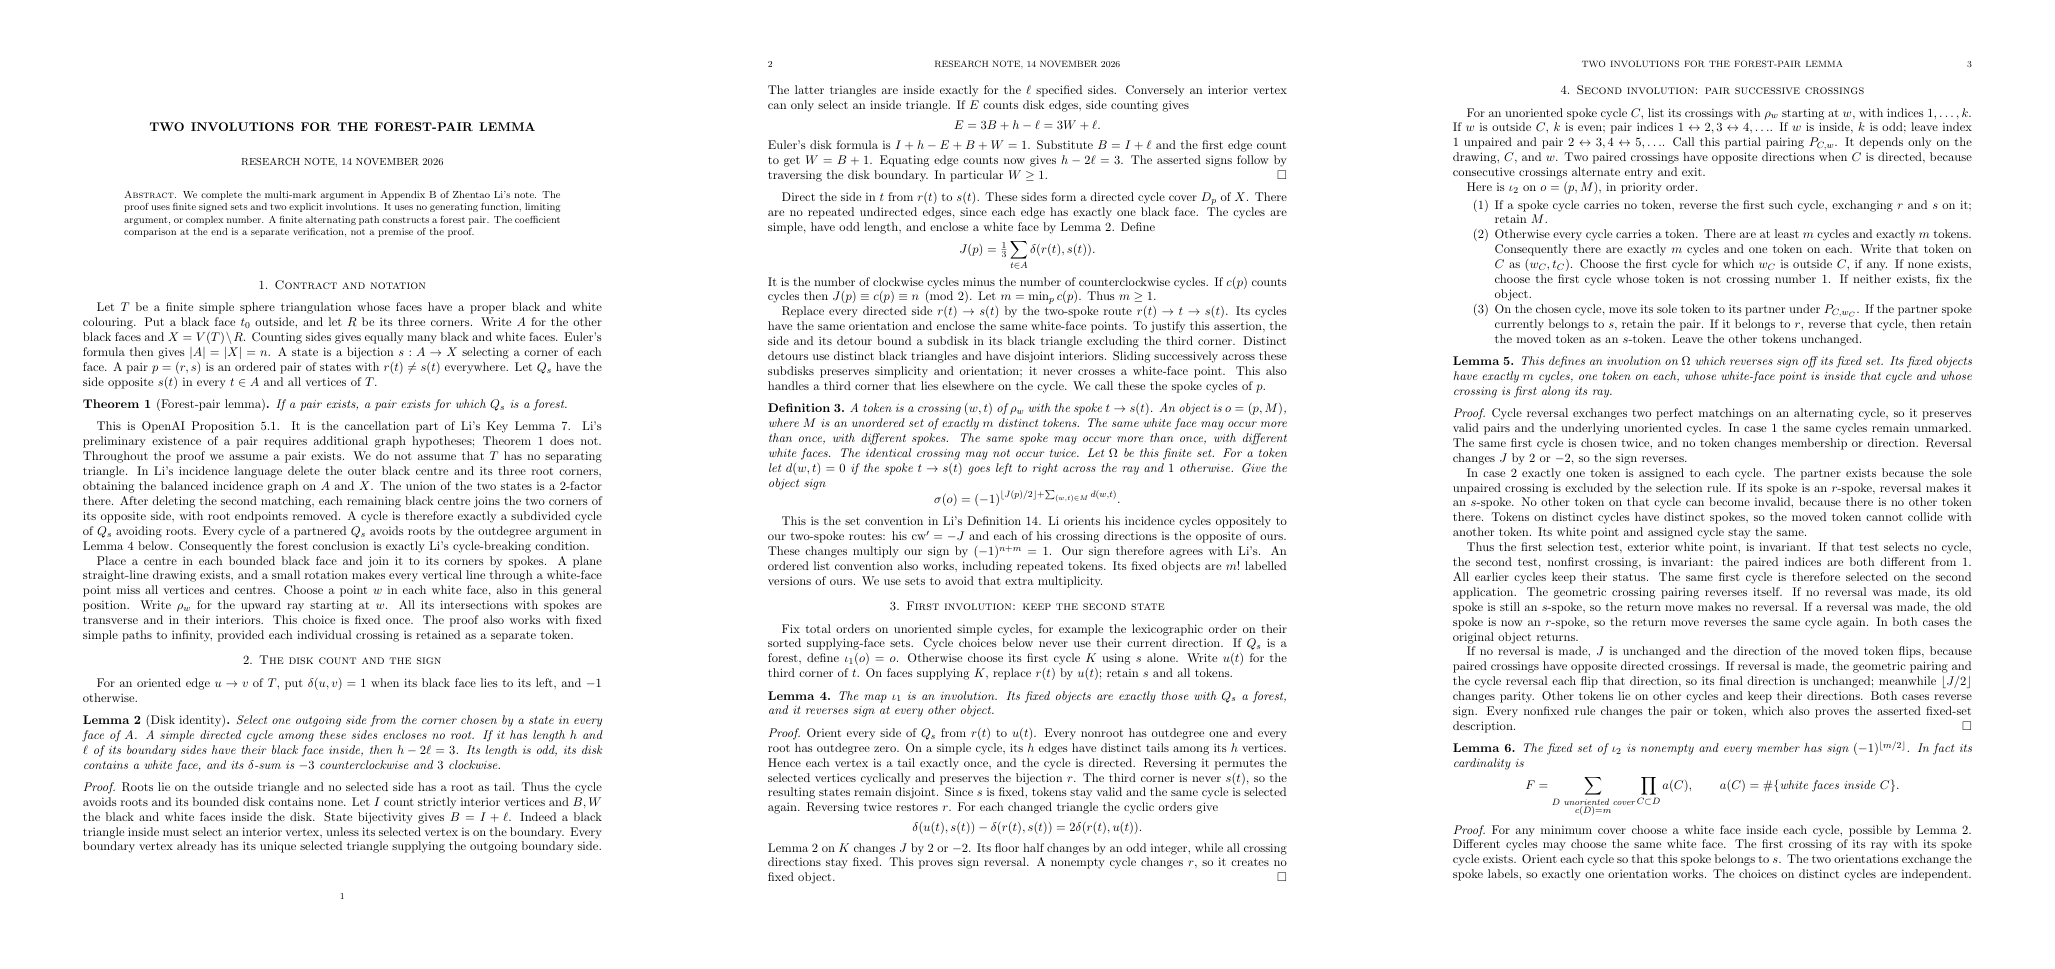 TWO INVOLUTIONS FOR THE FOREST-PAIR LEMMA
RESEARCH NOTE, 14 NOVEMBER 2026
Abstract. We complete the multi-mark argument in Appendix B of Zhentao Li's note. The
proof uses finite signed sets and two explicit involutions. It uses no generating function, limiting
argument, or complex number. A finite alternating path constructs a forest pair. The coefficient
comparison at the end is a separate verification, not a premise of the proof.
1. Contract and notation
Let T be a finite simple sphere triangulation whose faces have a proper black and white
colouring. Put a black face t₀ outside, and let R be its three corners. Write A for the other
black faces and X = V(T)\R. Counting sides gives equally many black and white faces. Euler's
formula then gives |A| = |X| = n. A state is a bijection s : A → X selecting a corner of each
face. A pair p = (r, s) is an ordered pair of states with r(t) ≠ s(t) everywhere. Let Qₛ have the
side opposite s(t) in every t ∈ A and all vertices of T.
Theorem 1 (Forest-pair lemma). If a pair exists, a pair exists for which Qₛ is a forest.
This is OpenAI Proposition 5.1. It is the cancellation part of Li's Key Lemma 7. Li's
preliminary existence of a pair requires additional graph hypotheses; Theorem 1 does not.
Throughout the proof we assume a pair exists. We do not assume that T has no separating
triangle. In Li's incidence language delete the outer black centre and its three root corners,
obtaining the balanced incidence graph on A and X. The union of the two states is a 2-factor
there. After deleting the second matching, each remaining black centre joins the two corners of
its opposite side, with root endpoints removed. A cycle is therefore exactly a subdivided cycle
of Qₛ avoiding roots. Every cycle of a partnered Qₛ avoids roots by the outdegree argument in
Lemma 4 below. Consequently the forest conclusion is exactly Li's cycle-breaking condition.
Place a centre in each bounded black face and join it to its corners by spokes. A plane
straight-line drawing exists, and a small rotation makes every vertical line through a white-face
point miss all vertices and centres. Choose a point w in each white face, also in this general
position. Write ρ_w for the upward ray starting at w. All its intersections with spokes are
transverse and in their interiors. This choice is fixed once. The proof also works with fixed
simple paths to infinity, provided each individual crossing is retained as a separate token.
2. The disk count and the sign
For an oriented edge u → v of T, put δ(u, v) = 1 when its black face lies to its left, and −1
otherwise.
Lemma 2 (Disk identity). Select one outgoing side from the corner chosen by a state in every
face of A. A simple directed cycle among these sides encloses no root. If it has length h and
ℓ of its boundary sides have their black face inside, then h − 2ℓ = 3. Its length is odd, its disk
contains a white face, and its δ-sum is −3 counterclockwise and 3 clockwise.
Proof. Roots lie on the outside triangle and no selected side has a root as tail. Thus the cycle
avoids roots and its bounded disk contains none. Let I count strictly interior vertices and B, W
the black and white faces inside the disk. State bijectivity gives B = I + ℓ. Indeed a black
triangle inside must select an interior vertex, unless its selected vertex is on the boundary. Every
boundary vertex already has its unique selected triangle supplying the outgoing boundary side.
1
2 RESEARCH NOTE, 14 NOVEMBER 2026
The latter triangles are inside exactly for the ℓ specified sides. Conversely an interior vertex
can only select an inside triangle. If E counts disk edges, side counting gives
E = 3B + h − ℓ = 3W + ℓ.
Euler's disk formula is I + h − E + B + W = 1. Substitute B = I + ℓ and the first edge count
to get W = B + 1. Equating edge counts now gives h − 2ℓ = 3. The asserted signs follow by
traversing the disk boundary. In particular W ≥ 1. □
Direct the side in t from r(t) to s(t). These sides form a directed cycle cover D_p of X. There
are no repeated undirected edges, since each edge has exactly one black face. The cycles are
simple, have odd length, and enclose a white face by Lemma 2. Define
J(p) = ⅓ ∑_{t∈A} δ(r(t), s(t)).
It is the number of clockwise cycles minus the number of counterclockwise cycles. If c(p) counts
cycles then J(p) ≡ c(p) ≡ n (mod 2). Let m = min_p c(p). Thus m ≥ 1.
Replace every directed side r(t) → s(t) by the two-spoke route r(t) → t → s(t). Its cycles
have the same orientation and enclose the same white-face points. To justify this assertion, the
side and its detour bound a subdisk in its black triangle excluding the third corner. Distinct
detours use distinct black triangles and have disjoint interiors. Sliding successively across these
subdisks preserves simplicity and orientation; it never crosses a white-face point. This also
handles a third corner that lies elsewhere on the cycle. We call these the spoke cycles of p.
Definition 3. A token is a crossing (w, t) of ρ_w with the spoke t → s(t). An object is o = (p, M),
where M is an unordered set of exactly m distinct tokens. The same white face may occur more
than once, with different spokes. The same spoke may occur more than once, with different
white faces. The identical crossing may not occur twice. Let Ω be this finite set. For a token
let d(w, t) = 0 if the spoke t → s(t) goes left to right across the ray and 1 otherwise. Give the
object sign
σ(o) = (−1)^{⌊J(p)/2⌋+∑_{(w,t)∈M} d(w,t)}.
This is the set convention in Li's Definition 14. Li orients his incidence cycles oppositely to
our two-spoke routes: his cw′ = −J and each of his crossing directions is the opposite of ours.
These changes multiply our sign by (−1)^{n+m} = 1. Our sign therefore agrees with Li's. An
ordered list convention also works, including repeated tokens. Its fixed objects are m! labelled
versions of ours. We use sets to avoid that extra multiplicity.
3. First involution: keep the second state
Fix total orders on unoriented simple cycles, for example the lexicographic order on their
sorted supplying-face sets. Cycle choices below never use their current direction. If Qₛ is a
forest, define ι₁(o) = o. Otherwise choose its first cycle K using s alone. Write u(t) for the
third corner of t. On faces supplying K, replace r(t) by u(t); retain s and all tokens.
Lemma 4. The map ι₁ is an involution. Its fixed objects are exactly those with Qₛ a forest,
and it reverses sign at every other object.
Proof. Orient every side of Qₛ from r(t) to u(t). Every nonroot has outdegree one and every
root has outdegree zero. On a simple cycle, its h edges have distinct tails among its h vertices.
Hence each vertex is a tail exactly once, and the cycle is directed. Reversing it permutes the
selected vertices cyclically and preserves the bijection r. The third corner is never s(t), so the
resulting states remain disjoint. Since s is fixed, tokens stay valid and the same cycle is selected
again. Reversing twice restores r. For each changed triangle the cyclic orders give
δ(u(t), s(t)) − δ(r(t), s(t)) = 2δ(r(t), u(t)).
Lemma 2 on K changes J by 2 or −2. Its floor half changes by an odd integer, while all crossing
directions stay fixed. This proves sign reversal. A nonempty cycle changes r, so it creates no
fixed object. □
TWO INVOLUTIONS FOR THE FOREST-PAIR LEMMA 3
4. Second involution: pair successive crossings
For an unoriented spoke cycle C, list its crossings with ρ_w starting at w, with indices 1, . . . , k.
If w is outside C, k is even; pair indices 1 ↔ 2, 3 ↔ 4, . . .. If w is inside, k is odd; leave index
1 unpaired and pair 2 ↔ 3, 4 ↔ 5, . . .. Call this partial pairing P_{C,w}. It depends only on the
drawing, C, and w. Two paired crossings have opposite directions when C is directed, because
consecutive crossings alternate entry and exit.
Here is ι₂ on o = (p, M), in priority order.
(1) If a spoke cycle carries no token, reverse the first such cycle, exchanging r and s on it;
retain M.
(2) Otherwise every cycle carries a token. There are at least m cycles and exactly m tokens.
Consequently there are exactly m cycles and one token on each. Write that token on
C as (w_C, t_C). Choose the first cycle for which w_C is outside C, if any. If none exists,
choose the first cycle whose token is not crossing number 1. If neither exists, fix the
object.
(3) On the chosen cycle, move its sole token to its partner under P_{C,w_C}. If the partner spoke
currently belongs to s, retain the pair. If it belongs to r, reverse that cycle, then retain
the moved token as an s-token. Leave the other tokens unchanged.
Lemma 5. This defines an involution on Ω which reverses sign off its fixed set. Its fixed objects
have exactly m cycles, one token on each, whose white-face point is inside that cycle and whose
crossing is first along its ray.
Proof. Cycle reversal exchanges two perfect matchings on an alternating cycle, so it preserves
valid pairs and the underlying unoriented cycles. In case 1 the same cycles remain unmarked.
The same first cycle is chosen twice, and no token changes membership or direction. Reversal
changes J by 2 or −2, so the sign reverses.
In case 2 exactly one token is assigned to each cycle. The partner exists because the sole
unpaired crossing is excluded by the selection rule. If its spoke is an r-spoke, reversal makes it
an s-spoke. No other token on that cycle can become invalid, because there is no other token
there. Tokens on distinct cycles have distinct spokes, so the moved token cannot collide with
another token. Its white point and assigned cycle stay the same.
Thus the first selection test, exterior white point, is invariant. If that test selects no cycle,
the second test, nonfirst crossing, is invariant: the paired indices are both different from 1.
All earlier cycles keep their status. The same first cycle is therefore selected on the second
application. The geometric crossing pairing reverses itself. If no reversal was made, its old
spoke is still an s-spoke, so the return move makes no reversal. If a reversal was made, the old
spoke is now an r-spoke, so the return move reverses the same cycle again. In both cases the
original object returns.
If no reversal is made, J is unchanged and the direction of the moved token flips, because
paired crossings have opposite directed crossings. If reversal is made, the geometric pairing and
the cycle reversal each flip that direction, so its final direction is unchanged; meanwhile ⌊J/2⌋
changes parity. Other tokens lie on other cycles and keep their directions. Both cases reverse
sign. Every nonfixed rule changes the pair or token, which also proves the asserted fixed-set
description. □
Lemma 6. The fixed set of ι₂ is nonempty and every member has sign (−1)^{⌊m/2⌋}. In fact its
cardinality is
F = ∑_{D unoriented cover c(D)=m} ∏_{C⊂D} a(C), a(C) = #{white faces inside C}.
Proof. For any minimum cover choose a white face inside each cycle, possible by Lemma 2.
Different cycles may choose the same white face. The first crossing of its ray with its spoke
cycle exists. Orient each cycle so that this spoke belongs to s. The two orientations exchange the
spoke labels, so exactly one orientation works. The choices on distinct cycles are independent.